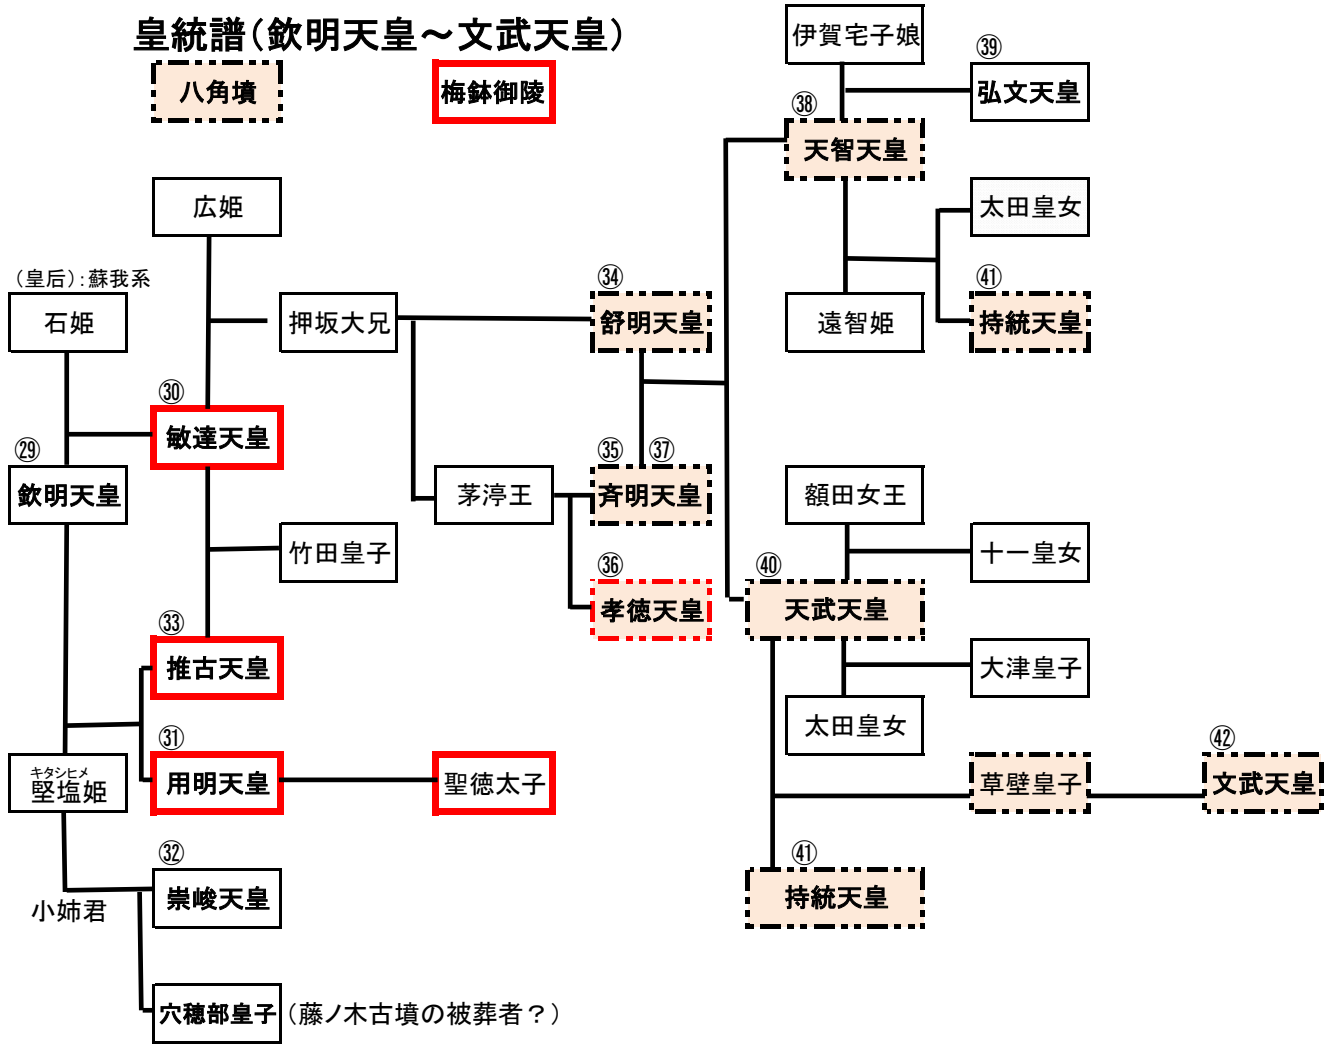 皇統譜(欽明天皇～文武天皇)
八角墳
梅鉢御陵
伊賀宅子娘
㊴
弘文天皇
㊳
天智天皇
広姫
太田皇女
(皇后):蘇我系
石姫
押坂大兄
㉞
舒明天皇
遠智姫
㊶
持統天皇
㉚
敏達天皇
㉙
欽明天皇
茅渟王
㉟ ㊲
斉明天皇
額田女王
竹田皇子
十一皇女
㊱
孝徳天皇
㊵
天武天皇
㉝
推古天皇
大津皇子
太田皇女
キタシヒメ
堅塩姫
㉛
用明天皇
聖徳太子
草壁皇子
㊷
文武天皇
㉜
崇峻天皇
小姉君
㊶
持統天皇
穴穂部皇子
(藤ノ木古墳の被葬者？)